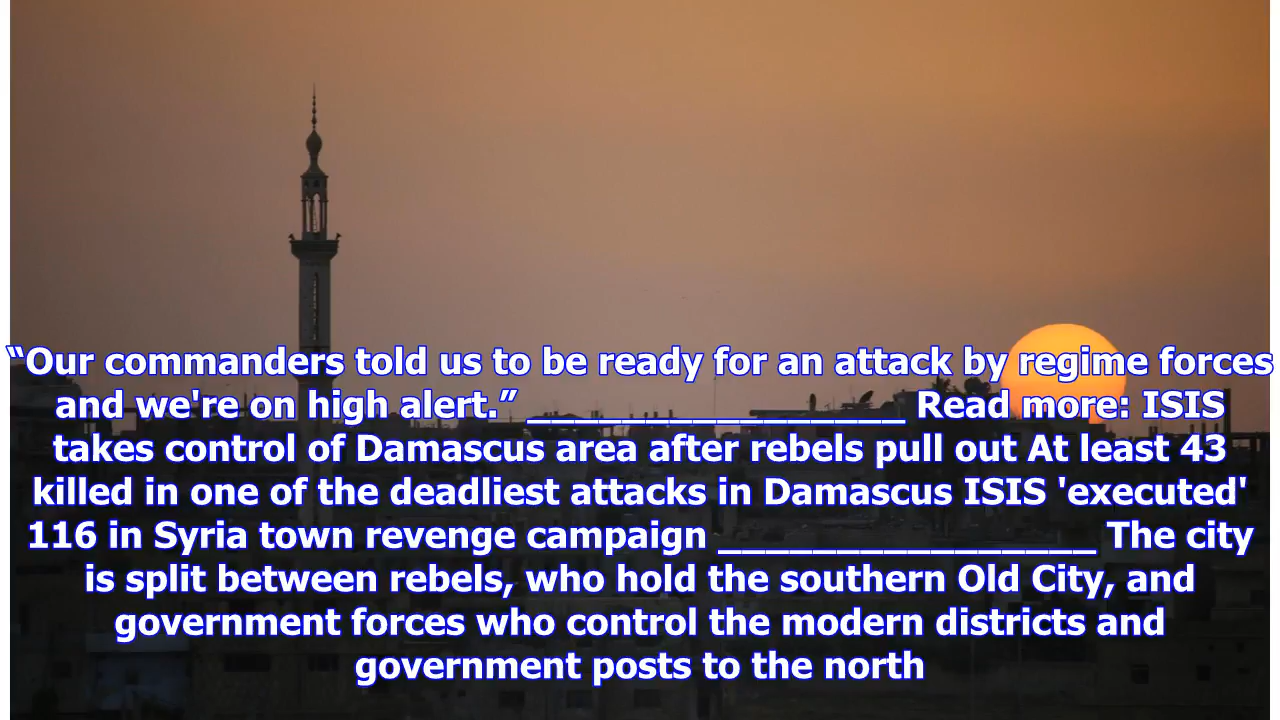 “Our commanders told us to be ready for an attack by regime forces
and we're on high alert.” ________________ Read more: ISIS
takes control of Damascus area after rebels pull out At least 43
killed in one of the deadliest attacks in Damascus ISIS 'executed'
116 in Syria town revenge campaign ________________ The city
is split between rebels, who hold the southern Old City, and
government forces who control the modern districts and
government posts to the north